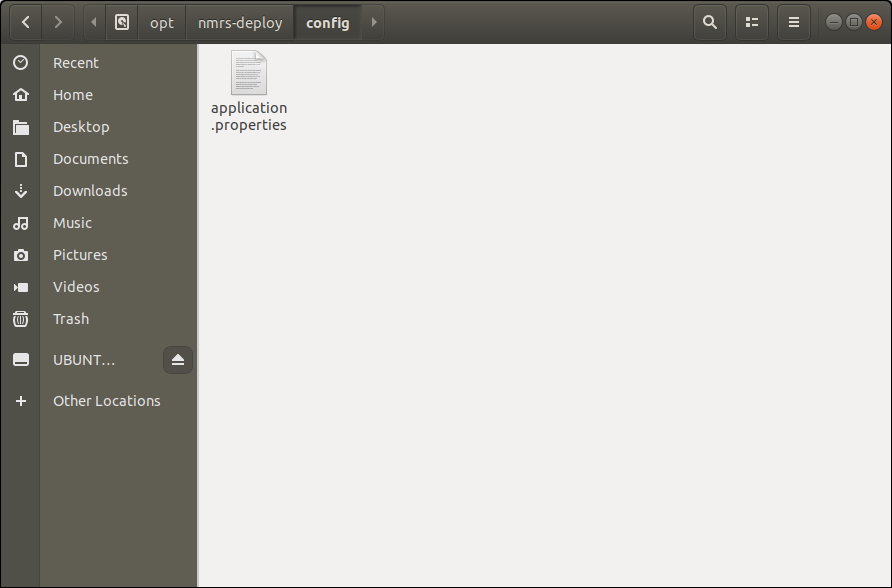 opt
nmrs-deploy
config
Recent
Home
Desktop
Documents
Downloads
Music
Pictures
Videos
Trash
UBUNT...
Other Locations
application
.properties